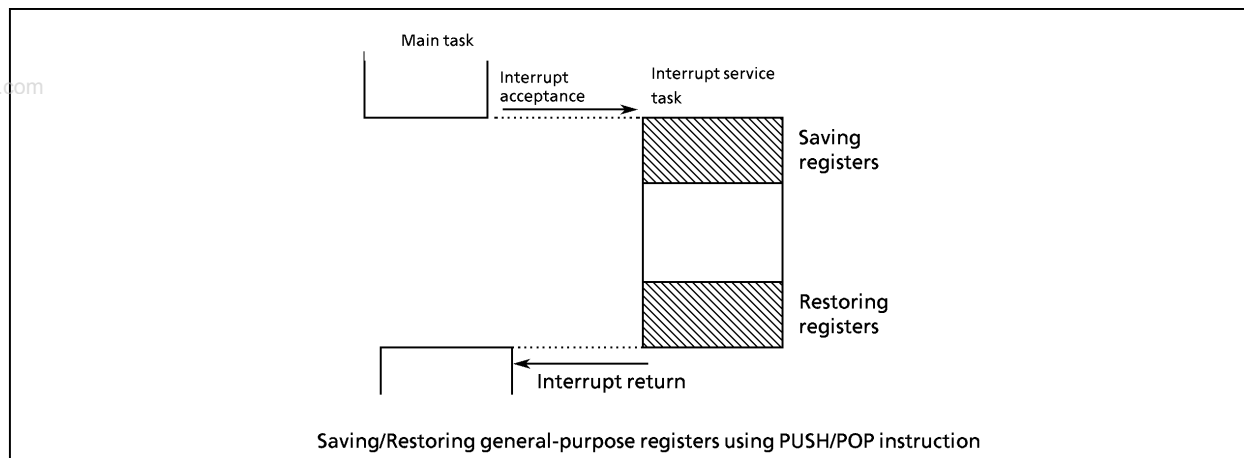 Main task
Interrupt
acceptance
Interrupt service
task
.com
Saving
registers
Restoring
registers
Interrupt return
Saving/Restoring general-purpose registers using PUSH/POP instruction